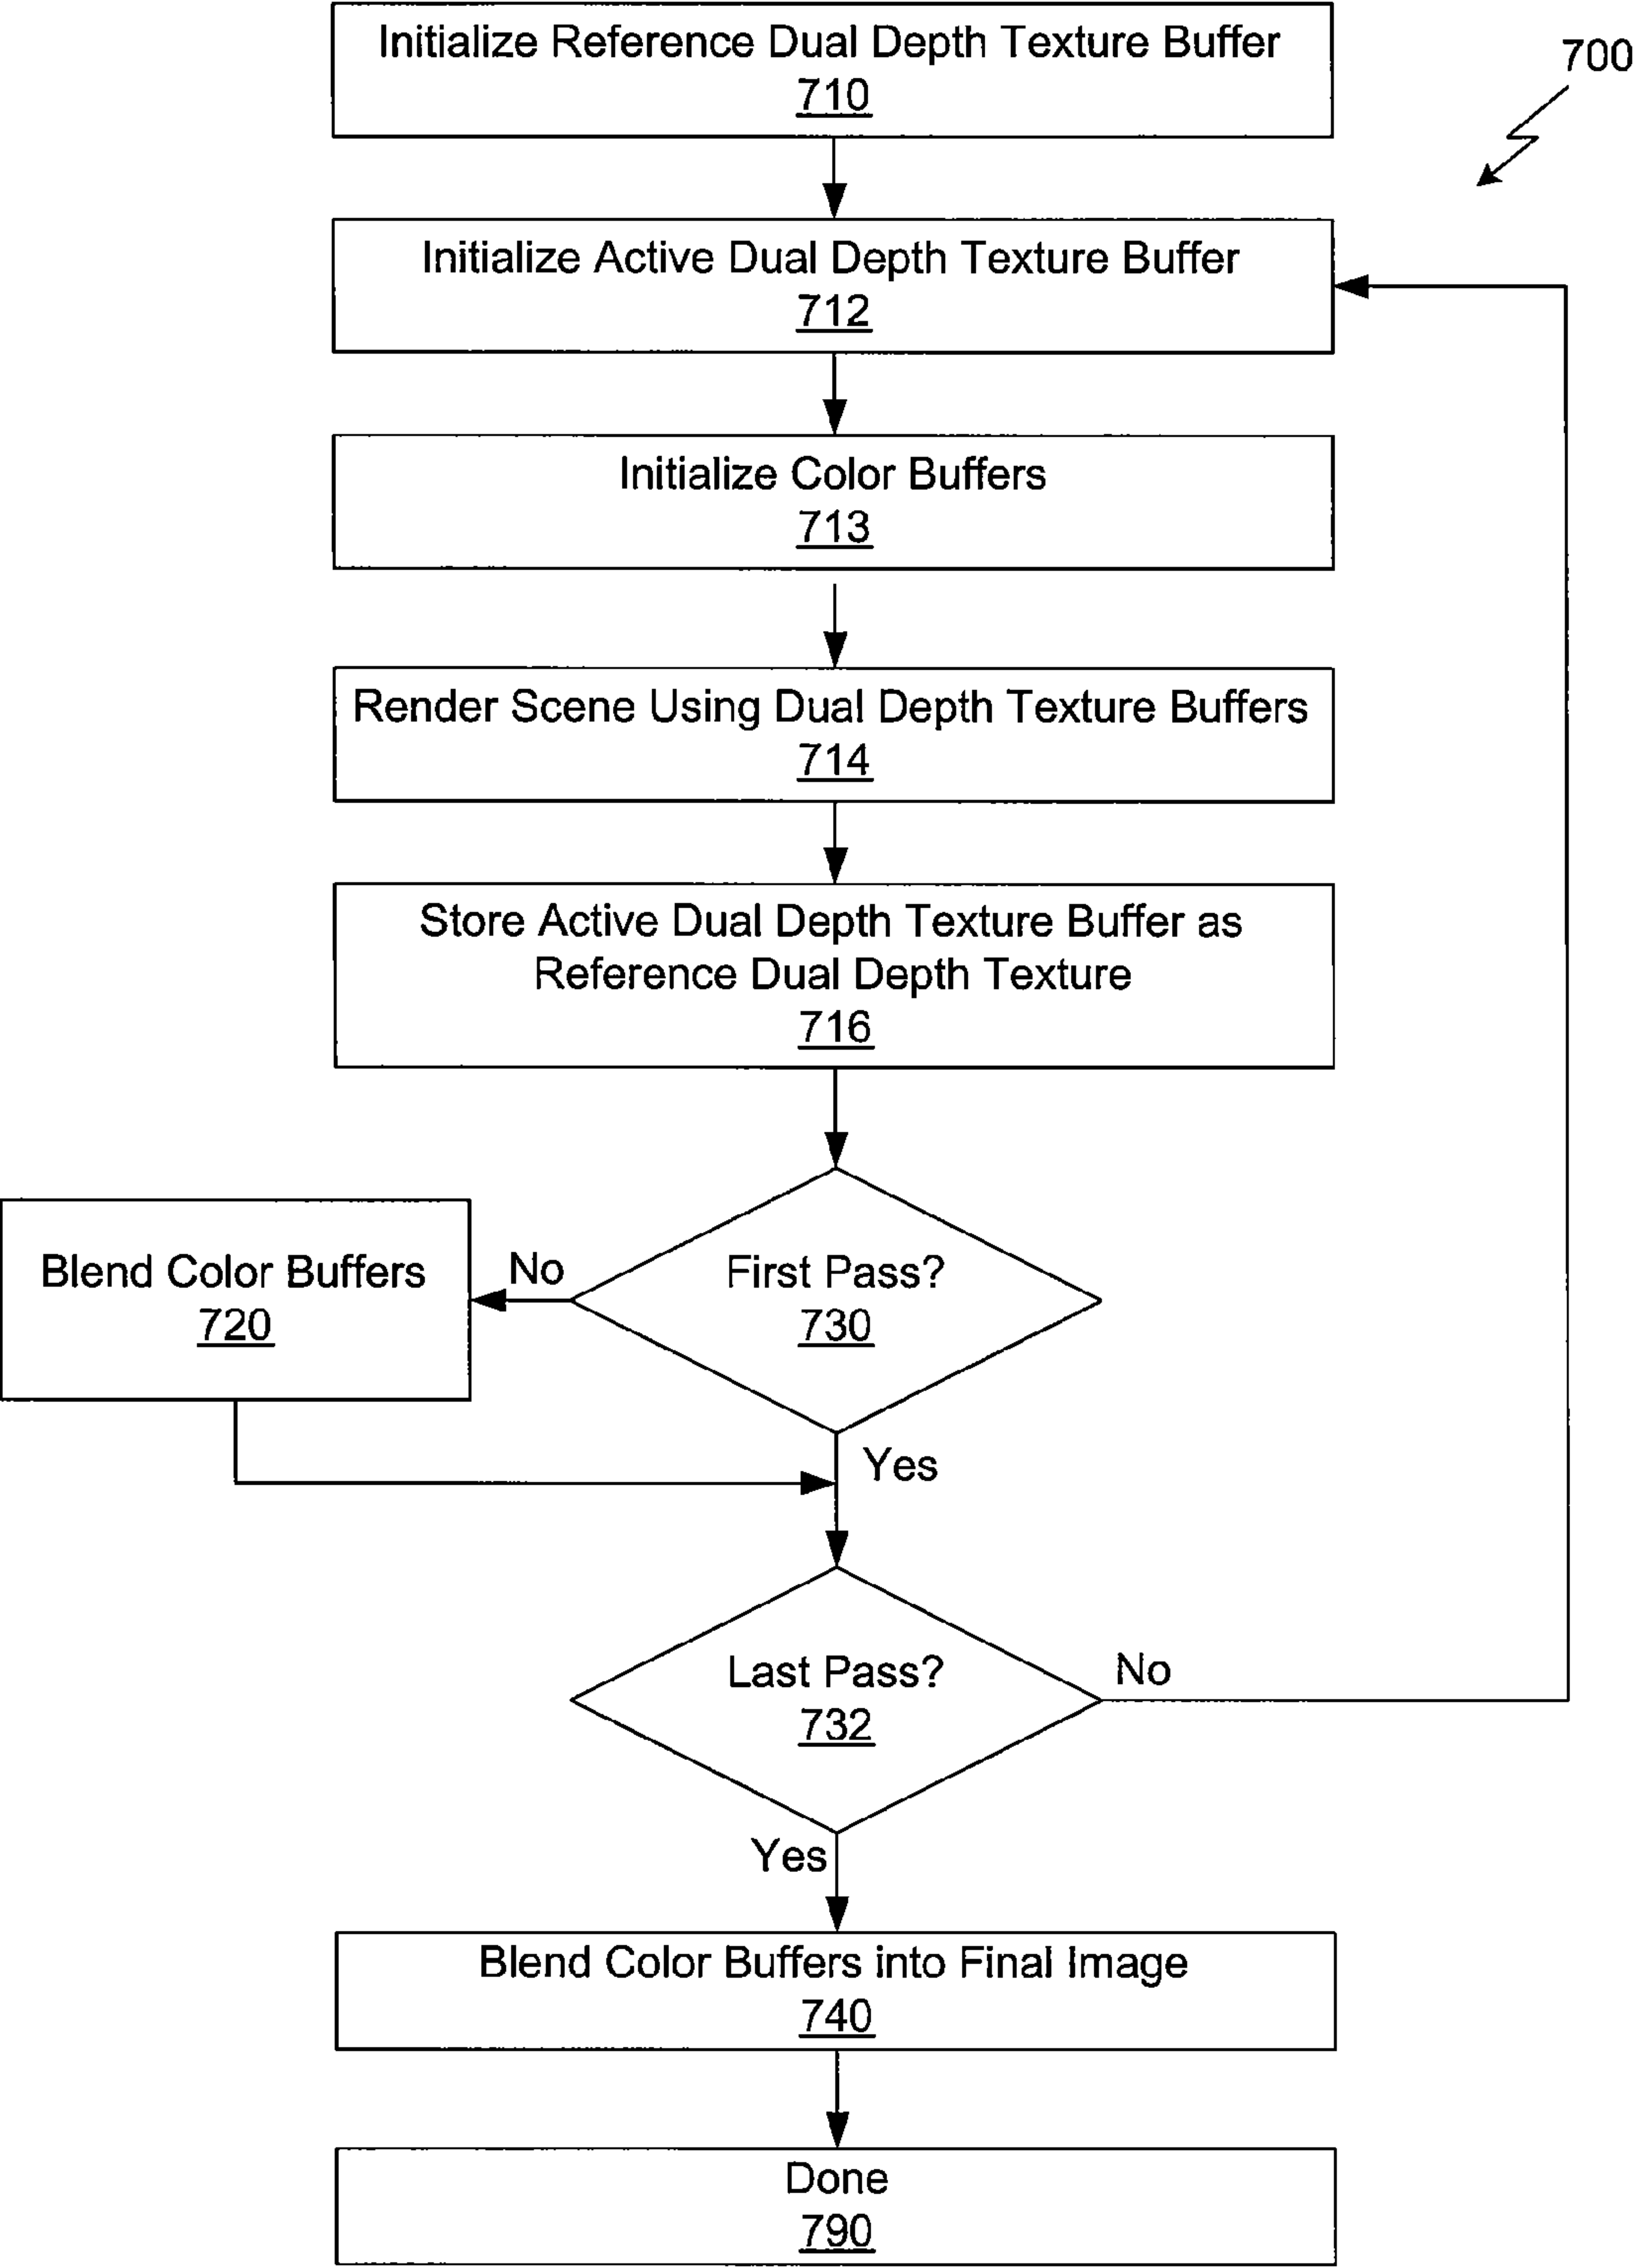 Initialize Reference Dual Depth Texture Buffer
710
700
Initialize Active Dual Depth Texture Buffer
712
Initialize Color Buffers
713
Render Scene Using Dual Depth Texture Buffers
714
Store Active Dual Depth Texture Buffer as
Reference Dual Depth Texture
716
Blend Color Buffers
720
No
First Pass?
730
Yes
Last Pass?
732
No
Yes
Blend Color Buffers into Final Image
740
Done
790